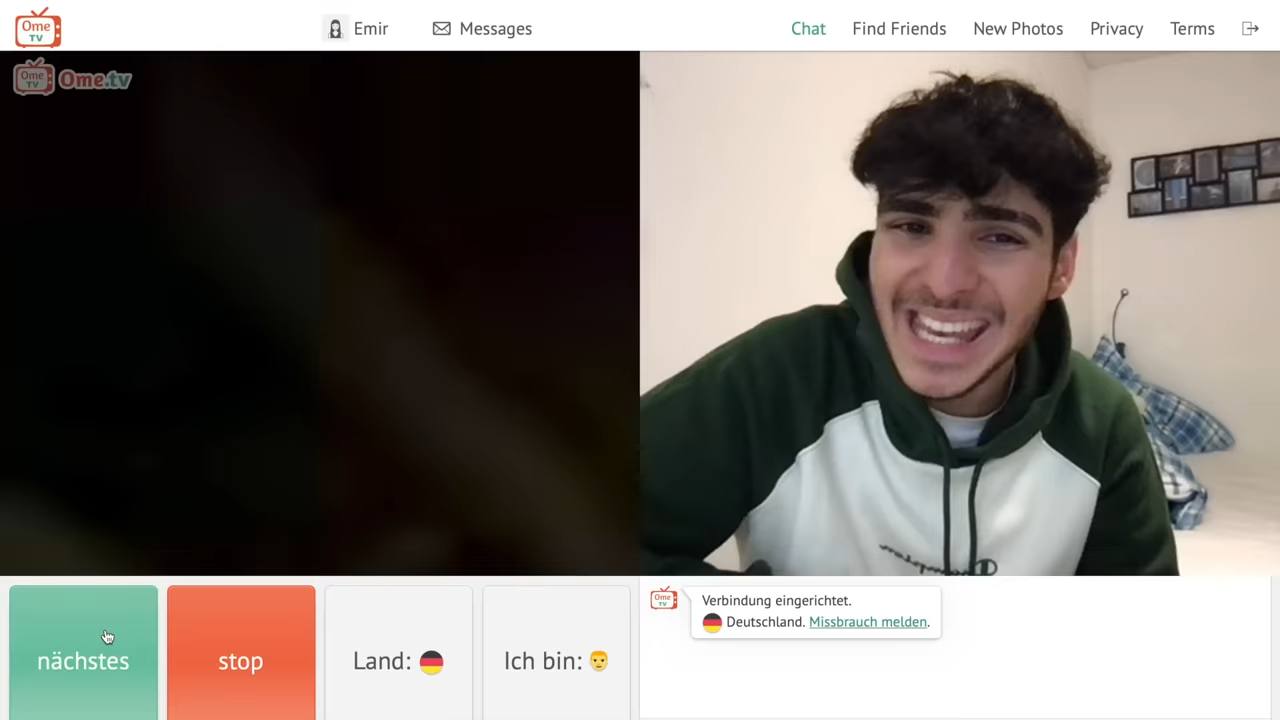 Ome
TV
Emir
Messages
Chat
Find Friends
New Photos
Privacy
Terms
Ome
TV
Ome.tv
Champion
nächstes
stop
Land:
Ich bin:
Ome
TV
Verbindung eingerichtet.
Deutschland. Missbrauch melden.